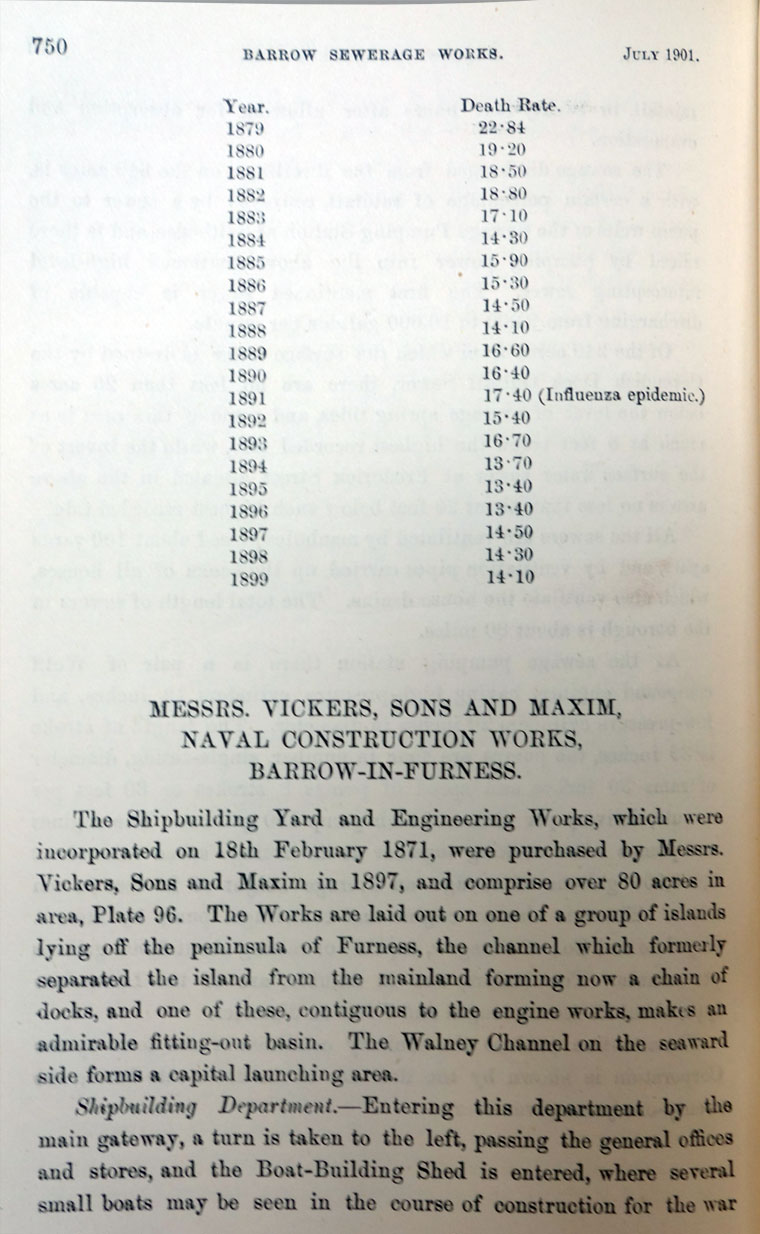 750 BARROW SEWERAGE WORKS. JULY 1901.
Year. Death Rate.
1879 22·84
1880 19·20
1881 18·50
1882 18·80
1883 17·10
1884 14·30
1885 15·90
1886 15·30
1887 14·50
1888 14·10
1889 16·60
1890 16·40
1891 17·40 (Influenza epidemic.)
1892 15·40
1893 16·70
1894 13·70
1895 13·40
1896 13·40
1897 14·50
1898 14·30
1899 14·10
MESSRS. VICKERS, SONS AND MAXIM,
NAVAL CONSTRUCTION WORKS,
BARROW-IN-FURNESS.
The Shipbuilding Yard and Engineering Works, which were
incorporated on 18th February 1871, were purchased by Messrs.
Vickers, Sons and Maxim in 1897, and comprise over 80 acres in
area, Plate 96. The Works are laid out on one of a group of islands
lying off the peninsula of Furness, the channel which formerly
separated the island from the mainland forming now a chain of
docks, and one of these, contiguous to the engine works, makes an
admirable fitting-out basin. The Walney Channel on the seaward
side forms a capital launching area.
Shipbuilding Department.—Entering this department by the
main gateway, a turn is taken to the left, passing the general offices
and stores, and the Boat-Building Shed is entered, where several
small boats may be seen in the course of construction for the war